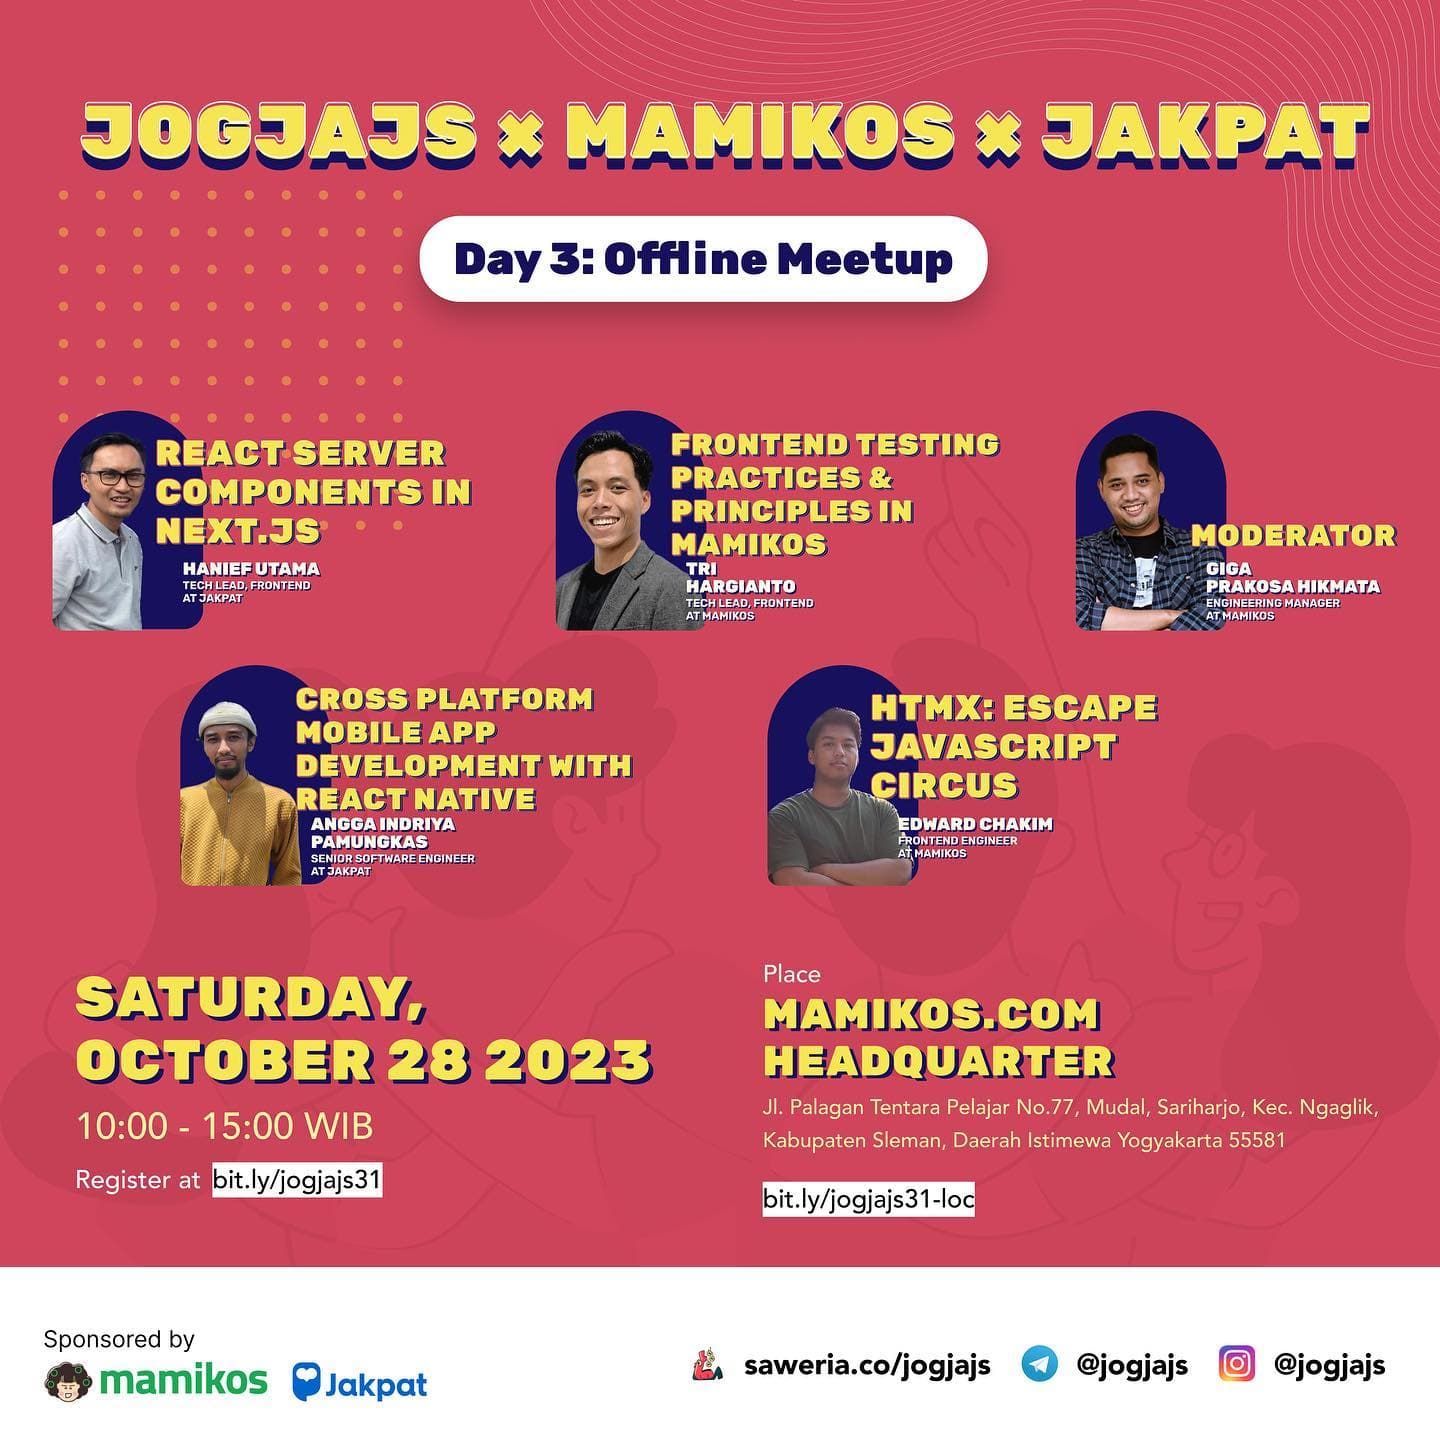 JOGJAJS × MAMIKOS × JAKPAT
Day 3: Offline Meetup
REACT SERVER
COMPONENTS IN
NEXT.JS
HANIEF UTAMA
TECH LEAD, FRONTEND
AT JAKPAT
FRONTEND TESTING
PRACTICES &
PRINCIPLES IN
MAMIKOS
TRI
HARGIANTO
TECH LEAD, FRONTEND
AT MAMIKOS
MODERATOR
GIGA
PRAKOSA HIKMATA
ENGINEERING MANAGER
AT MAMIKOS
CROSS PLATFORM
MOBILE APP
DEVELOPMENT WITH
REACT NATIVE
ANGGA INDRIYA
PAMUNGKAS
SENIOR SOFTWARE ENGINEER
AT JAKPAT
HTMX: ESCAPE
JAVASCRIPT
CIRCUS
EDWARD CHAKIM
FRONTEND ENGINEER
AT MAMIKOS
SATURDAY,
OCTOBER 28 2023
10:00 - 15:00 WIB
Register at bit.ly/jogjajs31
Place
MAMIKOS.COM
HEADQUARTER
Jl. Palagan Tentara Pelajar No.77, Mudal, Sariharjo, Kec. Ngaglik,
Kabupaten Sleman, Daerah Istimewa Yogyakarta 55581
bit.ly/jogjajs31-loc
Sponsored by
mamikos Jakpat
saweria.co/jogjajs @jogjajs @jogjajs